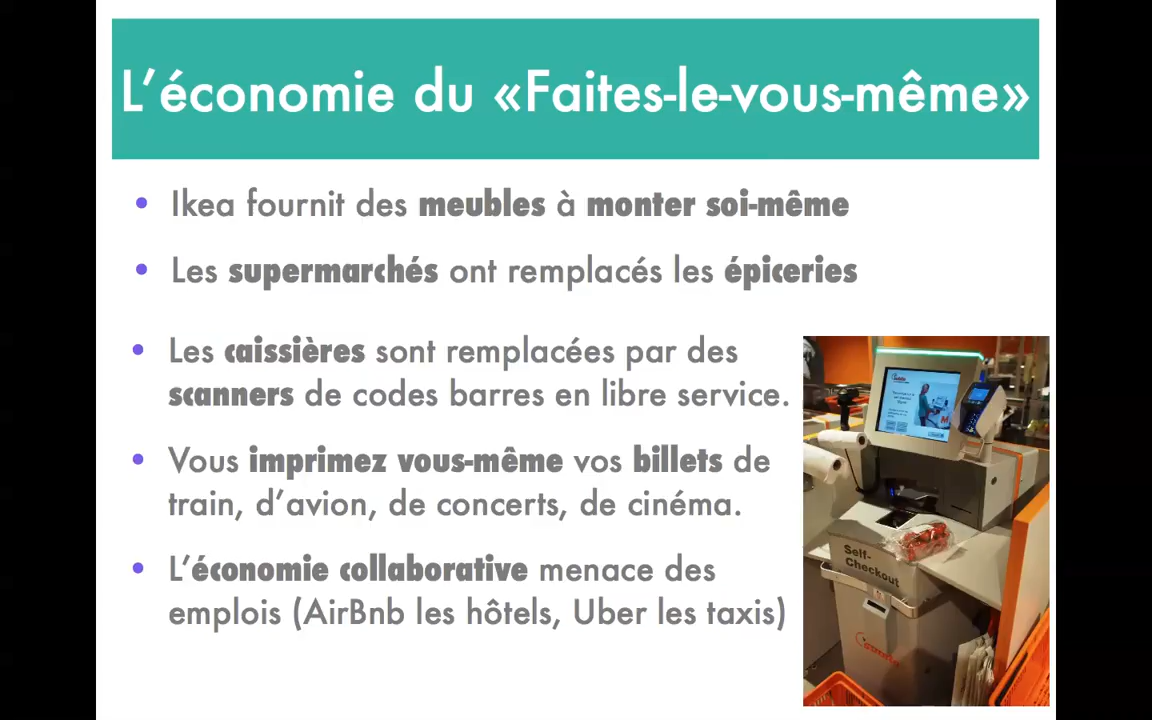 L’économie du «Faites-le-vous-même»
• Ikea fournit des meubles à monter soi-même
• Les supermarchés ont remplacés les épiceries
• Les caissières sont remplacées par des
scanners de codes barres en libre service.
• Vous imprimez vous-même vos billets de
train, d’avion, de concerts, de cinéma.
• L’économie collaborative menace des
emplois (AirBnb les hôtels, Uber les taxis)
Self-
Checkout